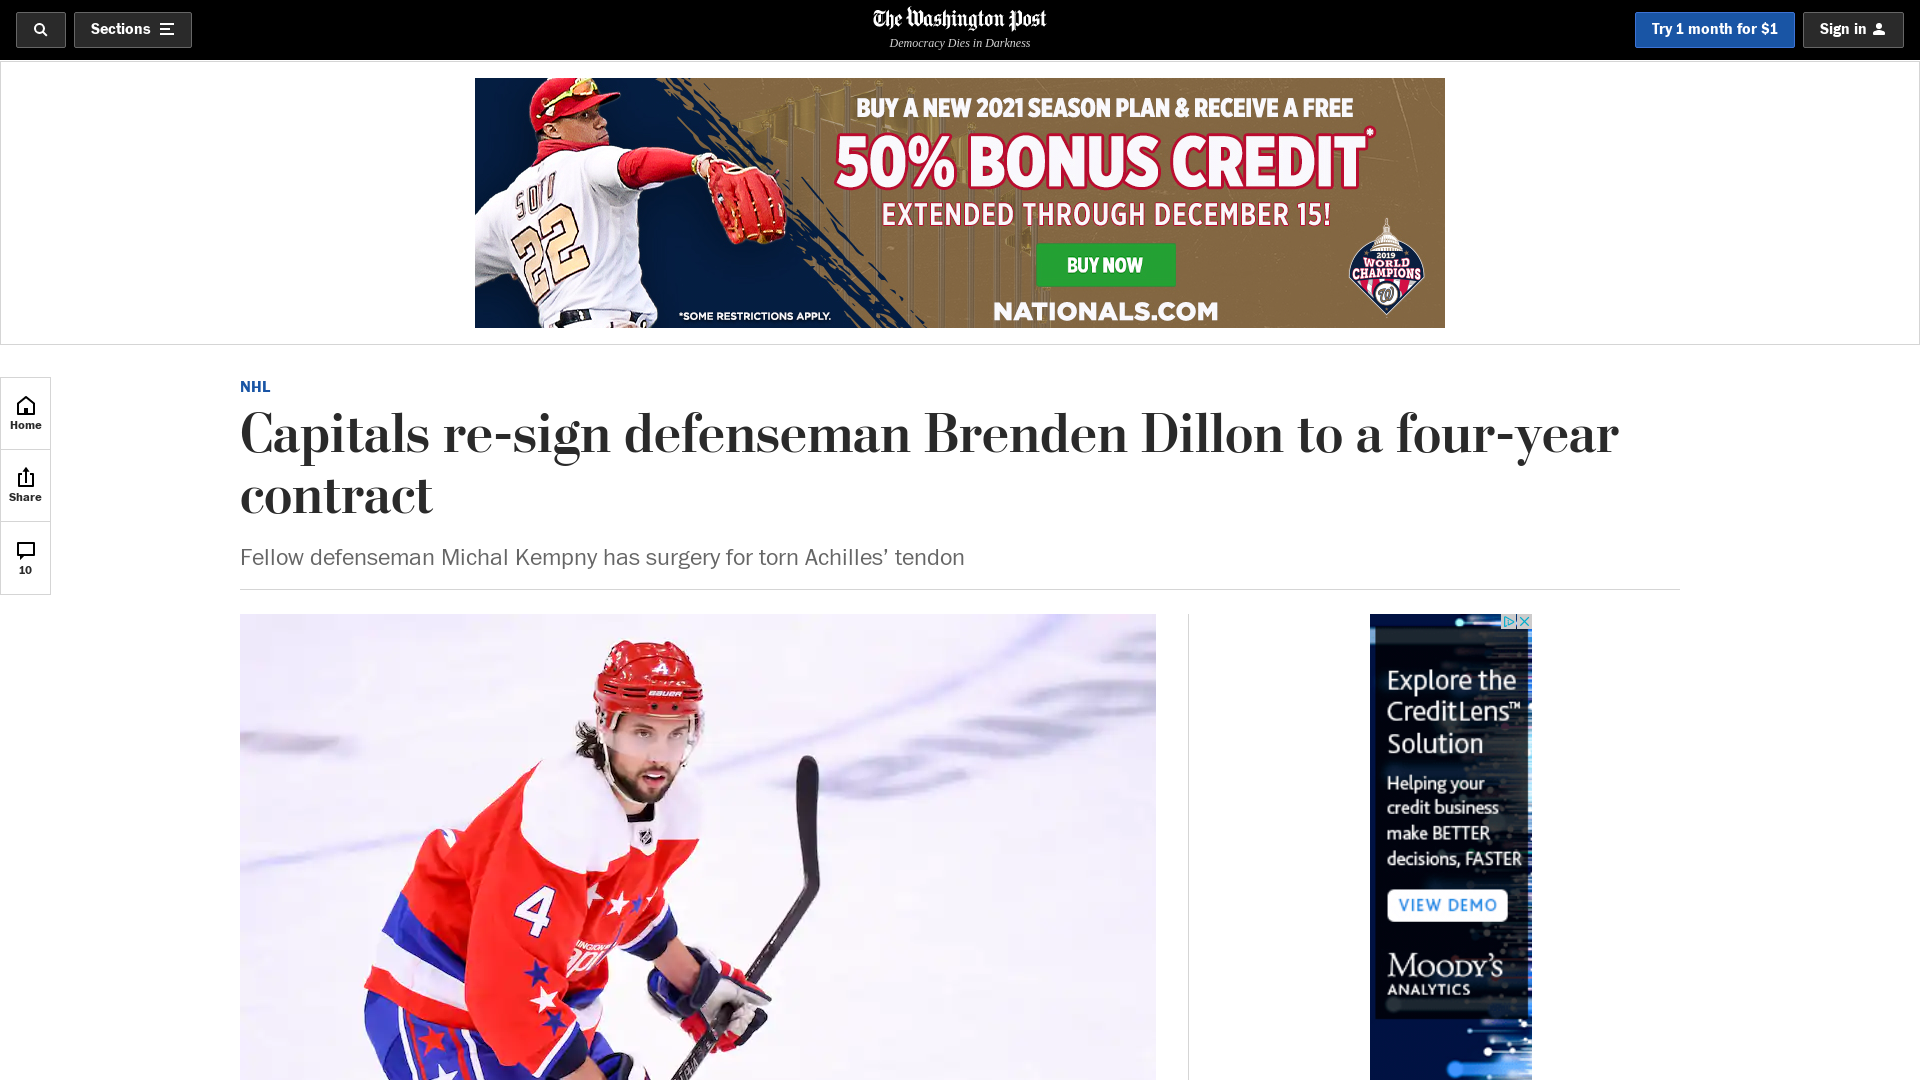 Sections
The Washington Post
Democracy Dies in Darkness
Try 1 month for $1
Sign in
BUY A NEW 2021 SEASON PLAN & RECEIVE A FREE
50% BONUS CREDIT*
EXTENDED THROUGH DECEMBER 15!
BUY NOW
NATIONALS.COM
*SOME RESTRICTIONS APPLY.
22
2019
WORLD
CHAMPIONS
W
Home
Share
10
NHL
Capitals re-sign defenseman Brenden Dillon to a four-year
contract
Fellow defenseman Michal Kempny has surgery for torn Achilles’ tendon
4
BAUER
4
Explore the
CreditLens™
Solution
Helping your
credit business
make BETTER
decisions, FASTER
VIEW DEMO
MOODY'S
ANALYTICS